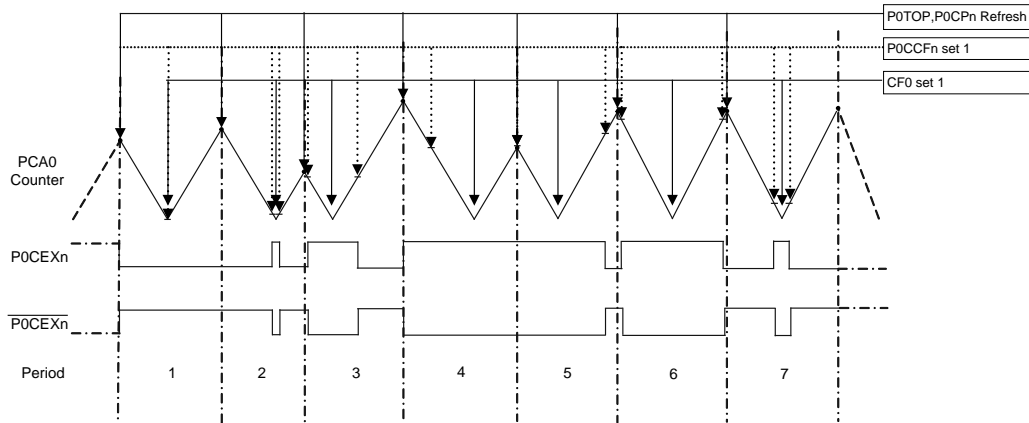 P0TOP,P0CPn Refresh
P0CCFn set 1
CF0 set 1
PCA0
Counter
P0CEXn
P0CEXn
Period 1 2 3 4 5 6 7